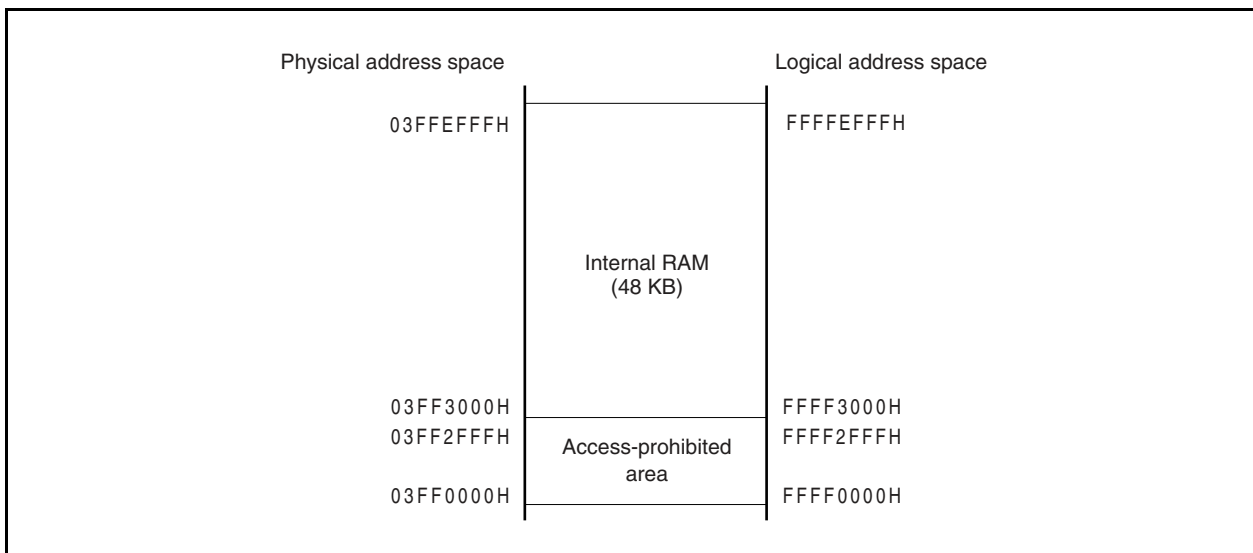 Physical address space
Logical address space
03FFEFFFH
FFFFEFFFH
Internal RAM
(48 KB)
03FF3000H
FFFF3000H
03FF2FFFH
FFFF2FFFH
Access-prohibited
area
03FF0000H
FFFF0000H